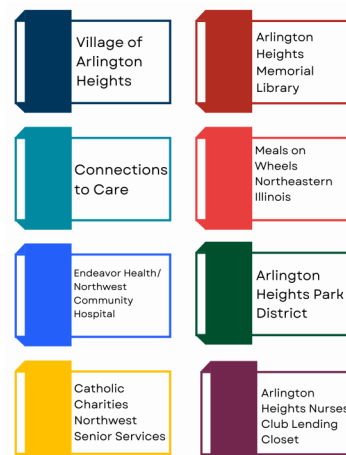 Village of
Arlington
Heights
Arlington
Heights
Memorial
Library
Connections
to Care
Meals on
Wheels
Northeastern
Illinois
Endeavor Health/
Northwest
Community
Hospital
Arlington
Heights Park
District
Catholic
Charities
Northwest
Senior Services
Arlington
Heights Nurses
Club Lending
Closet